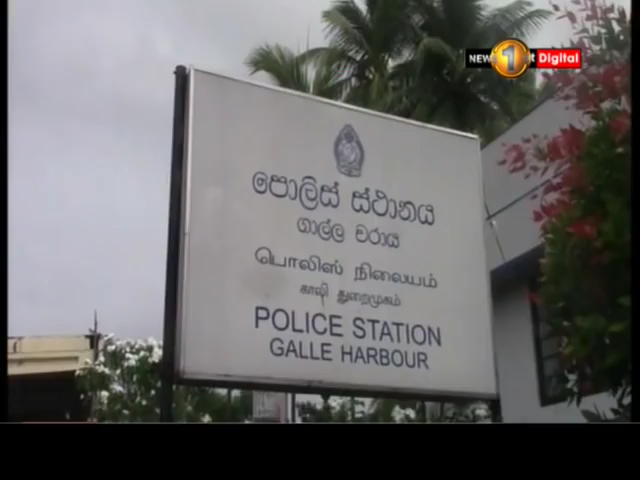 NEWS 1st Digital
පොලිස් ස්ථානය
ගාල්ල වරාය
பொலிஸ் நிலையம்
காலி துறைமுகம்
POLICE STATION
GALLE HARBOUR